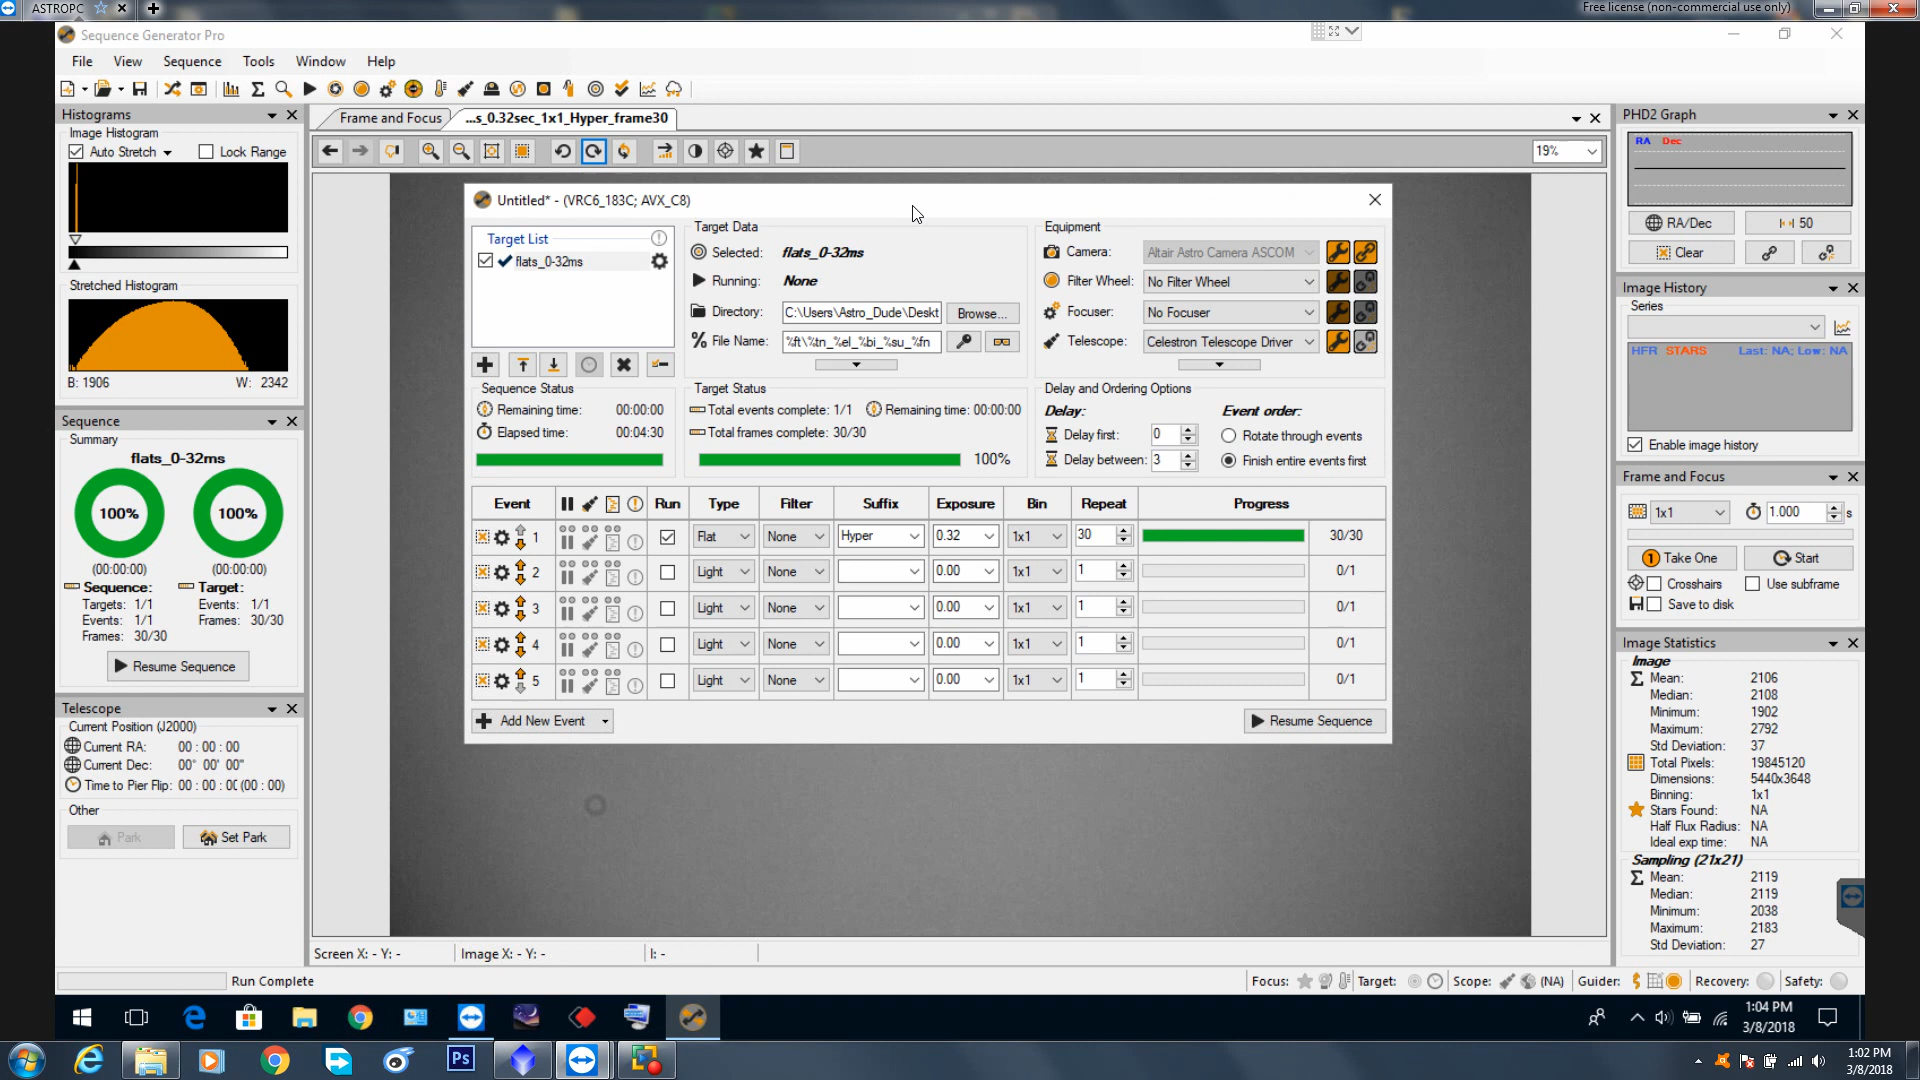 ASTROPC
Free license (non-commercial use only)
Sequence Generator Pro
File View Sequence Tools Window Help
Histograms
Image Histogram
Auto Stretch Lock Range
Stretched Histogram
B: 1906 W: 2342
Sequence
Summary
flats_0-32ms
100% 100%
(00:00:00) (00:00:00)
Sequence: Target:
Targets: 1/1 Events: 1/1
Events: 1/1 Frames: 30/30
Frames: 30/30
Resume Sequence
Telescope
Current Position (J2000)
Current RA: 00 : 00 : 00
Current Dec: 00° 00' 00"
Time to Pier Flip: 00 : 00 : 00 (00 : 00)
Other
Park Set Park
Frame and Focus ...s_0.32sec_1x1_Hyper_frame30
19%
Untitled* - (VRC6_183C; AVX_C8)
Target List
flats_0-32ms
Target Data
Selected: flats_0-32ms
Running: None
Directory: C:\Users\Astro_Dude\Deskt Browse...
File Name: %ft\%tn_%el_%bi_%su_%fn
Equipment
Camera: Altair Astro Camera ASCOM
Filter Wheel: No Filter Wheel
Focuser: No Focuser
Telescope: Celestron Telescope Driver
Sequence Status
Remaining time: 00:00:00
Elapsed time: 00:04:30
Target Status
Total events complete: 1/1 Remaining time: 00:00:00
Total frames complete: 30/30
100%
Delay and Ordering Options
Delay: Event order:
Delay first: 0 Rotate through events
Delay between: 3 Finish entire events first
Event Run Type Filter Suffix Exposure Bin Repeat Progress
1 Flat None Hyper 0.32 1x1 30 30/30
2 Light None 0.00 1x1 1 0/1
3 Light None 0.00 1x1 1 0/1
4 Light None 0.00 1x1 1 0/1
5 Light None 0.00 1x1 1 0/1
Add New Event Resume Sequence
Screen X: - Y: - Image X: - Y: - I: -
PHD2 Graph
RA Dec
RA/Dec 50
Clear
Image History
Series
HFR STARS Last: NA; Low: NA
Enable image history
Frame and Focus
1x1 1.000 s
1 Take One Start
Crosshairs Use subframe
Save to disk
Image Statistics
Image
Mean: 2106
Median: 2108
Minimum: 1902
Maximum: 2792
Std Deviation: 37
Total Pixels: 19845120
Dimensions: 5440x3648
Binning: 1x1
Stars Found: NA
Half Flux Radius: NA
Ideal exp time: NA
Sampling (21x21)
Mean: 2119
Median: 2119
Minimum: 2038
Maximum: 2183
Std Deviation: 27
Run Complete
Focus: Target: Scope: (NA) Guider: Recovery: Safety:
1:04 PM
3/8/2018
Ps
1:02 PM
3/8/2018